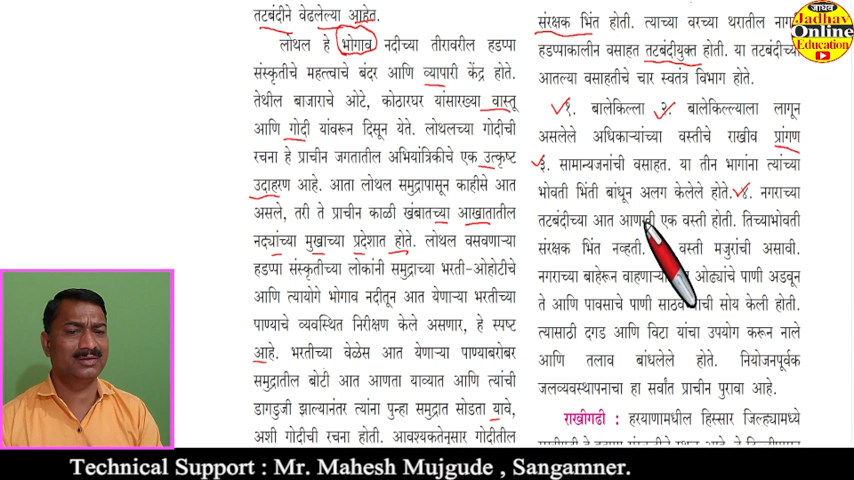 तटबंदीने वेढलेल्या आहेत.
लोथल हे भोगाव नदीच्या तीरावरील हडप्पा
संस्कृतीचे महत्वाचे बंदर आणि व्यापारी केंद्र होते.
तेथील बाजाराचे ओटे, कोठारघर यांसारख्या वास्तू
आणि गोदी यांवरून दिसून येते. लोथलच्या गोदीची
रचना हे प्राचीन जगातातील अभियांत्रिकीचे एक उत्कृष्ट
उदाहरण आहे. आता लोथल समुद्रापासून काहीसे आत
असले, तरी ते प्राचीन काळी खंबातच्या आखातातील
नद्यांच्या मुखाच्या प्रदेशात होते. लोथल वसवणाऱ्या
हडप्पा संस्कृतीच्या लोकांनी समुद्राच्या भरती-ओहोटीचे
आणि त्यायोगे भोगाव नदीतून आत येणाऱ्या भरतीच्या
पाण्याचे व्यवस्थित निरीक्षण केले असणार, हे स्पष्ट
आहे. भरतीच्या वेळेस आत येणाऱ्या पाण्याबरोबर
समुद्रातील बोटी आत आणता याव्यात आणि त्यांची
डागडुजी झाल्यानंतर त्यांना पुन्हा समुद्रात सोडता यावे,
अशी गोदीची रचना होती. आवश्यकतेनुसार गोदीतील
संरक्षक भिंत होती. त्याच्या वरच्या थरातील
हडप्पाकालीन वसाहत तटबंदीयुक्त होती. या तटबंदीच्या
आतल्या वसाहतीचे चार स्वतंत्र विभाग होते.
१. बालेकिल्ला २. बालेकिल्ल्याला लागून
असलेले अधिकाऱ्यांच्या वस्तीचे राखीव प्रांगण
३. सामान्यजनांची वसाहत. या तीन भागांना त्यांच्या
भोवती भिंती बांधून अलग केलेले होते. ४. नगराच्या
तटबंदीच्या आत आणखी एक वस्ती होती. तिच्याभोवती
संरक्षक भिंत नव्हती. वस्ती मजुरांची असावी.
नगराच्या बाहेरून ओढ्यांचे पाणी अडवून
ते आणि पावसाचे पाणी सोय केली होती.
त्यासाठी दगड आणि विटा यांचा उपयोग करून नाले
आणि तलाव बांधलेले होते. नियोजनपूर्वक
जलव्यवस्थापनाचा हा सर्वांत प्राचीन पुरावा आहे.
राखीगढी : हरयाणामधील हिस्सार जिल्ह्यामध्ये
जाधव
Jadhav
Online
Education
Technical Support : Mr. Mahesh Mujgude , Sangamner.